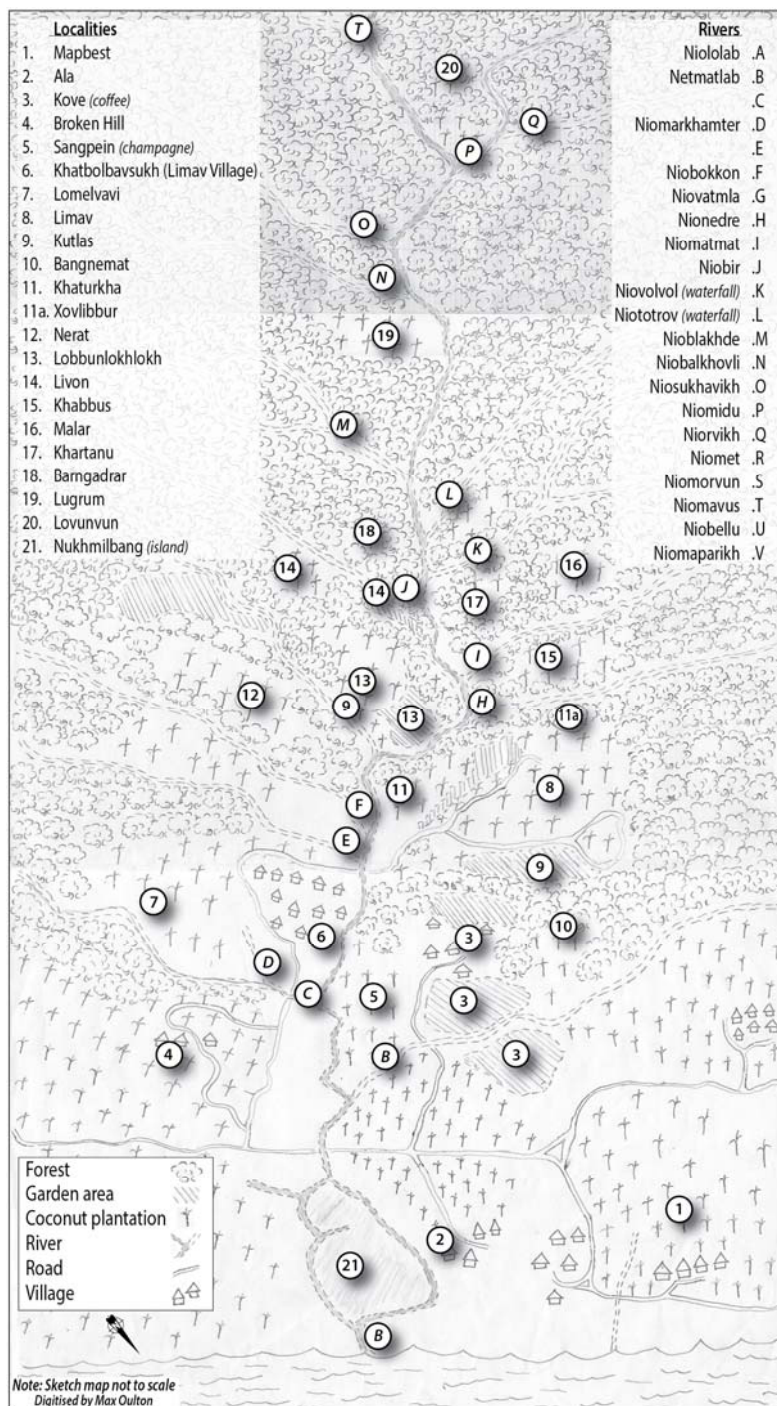 Localities
1. Mapbest
2. Ala
3. Kove (coffee)
4. Broken Hill
5. Sangpein (champagne)
6. Khatbolbavsukh (Limav Village)
7. Lomelvavi
8. Limav
9. Kutlas
10. Bangnemat
11. Khaturkha
11a. Xovlibbur
12. Nerat
13. Lobbunlokhlokh
14. Livon
15. Khabbus
16. Malar
17. Khartanu
18. Barngadrar
19. Lugrum
20. Lovunvun
21. Nukhmilbang (island)
Rivers
Niololab .A
Netmatlab .B
.C
Niomarkhamter .D
.E
Niobokkon .F
Niovatmla .G
Nionedre .H
Niomatmat .I
Niobir .J
Niovolvol (waterfall) .K
Niototrov (waterfall) .L
Nioblakhde .M
Niobalkhovli .N
Niosukhavikh .O
Niomidu .P
Niorvikh .Q
Niomet .R
Niomorvun .S
Niomavus .T
Niobellu .U
Niomaparikh .V
T
20
Q
P
O
N
19
M
L
18
K
14
16
14
J
17
I
15
13
12
9
H
13
11a
11
8
F
E
9
7
6
3
10
D
C
5
3
B
4
3
1
2
21
B
Forest
Garden area
Coconut plantation
River
Road
Village
Note: Sketch map not to scale
Digitised by Max Oulton